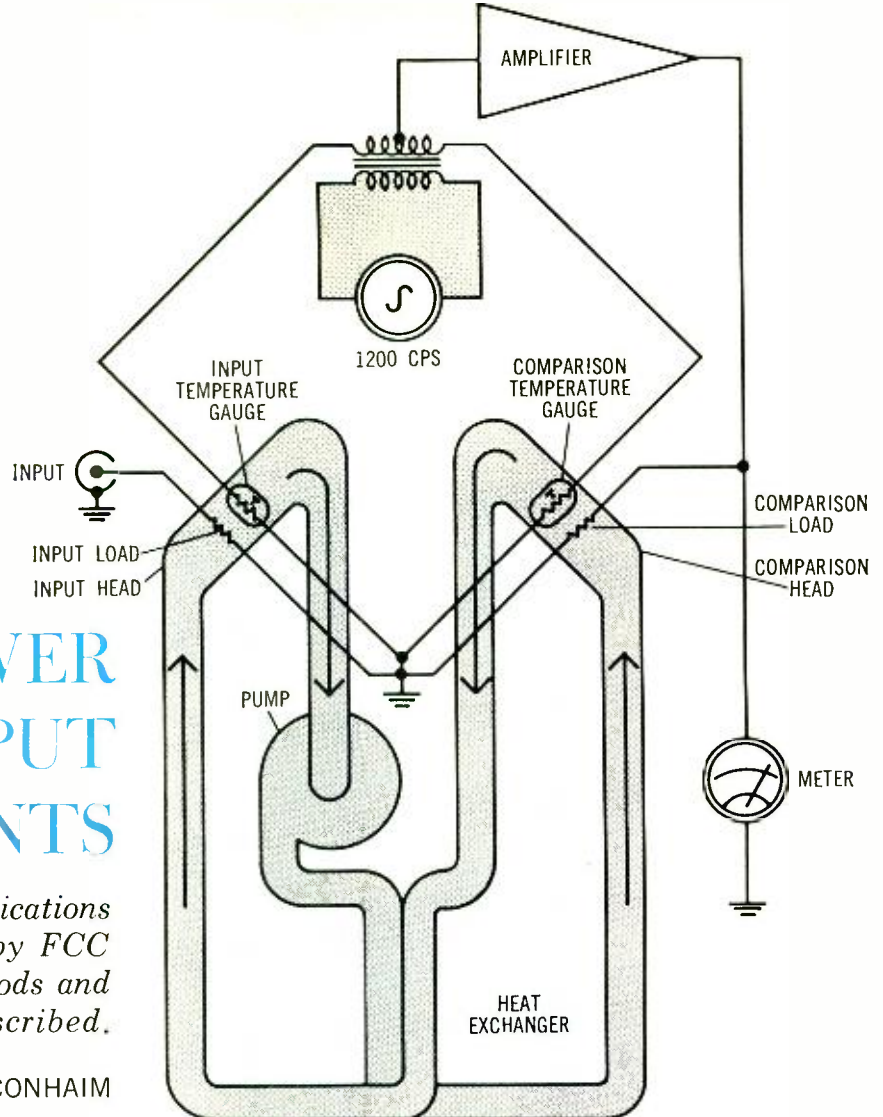 AMPLIFIER
1200 CPS
INPUT
TEMPERATURE
GAUGE
COMPARISON
TEMPERATURE
GAUGE
INPUT
INPUT LOAD
INPUT HEAD
COMPARISON
LOAD
COMPARISON
HEAD
PUMP
METER
HEAT
EXCHANGER
WER
PUT
NTS
ications
by FCC
ods and
scribed.
CONHAIM